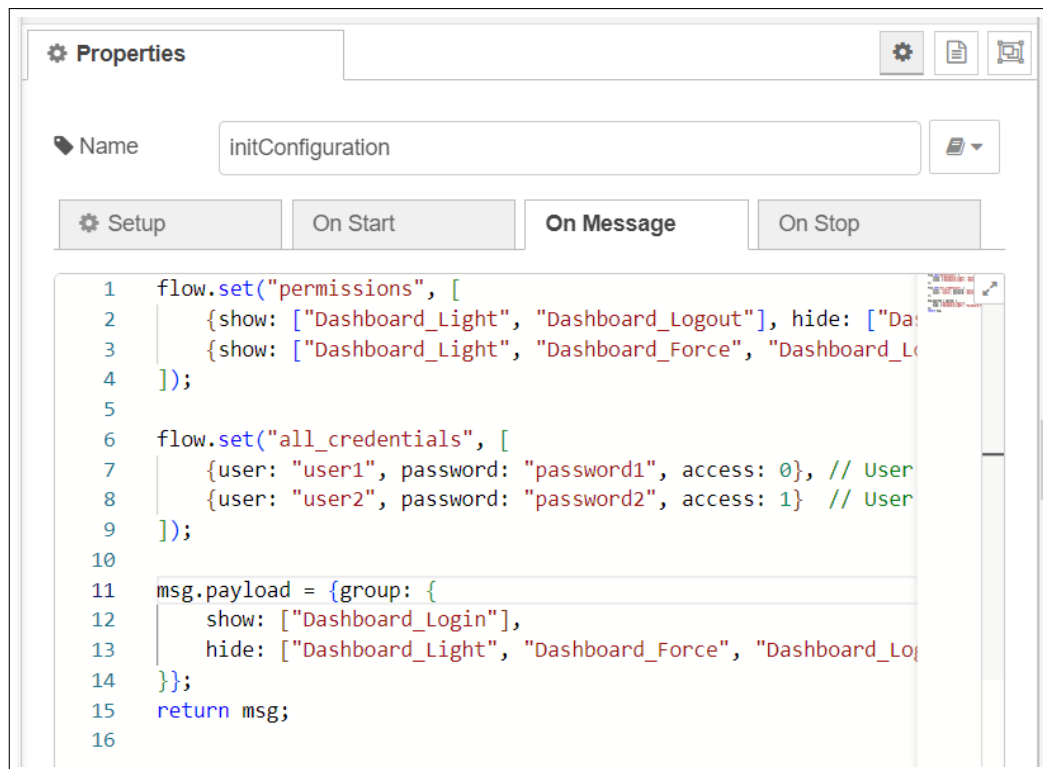 Properties
Name
initConfiguration
Setup
On Start
On Message
On Stop
1 flow.set("permissions", [
2 {show: ["Dashboard_Light", "Dashboard_Logout"], hide: ["Da
3 {show: ["Dashboard_Light", "Dashboard_Force", "Dashboard_L
4 ]);
5
6 flow.set("all_credentials", [
7 {user: "user1", password: "password1", access: 0}, // User
8 {user: "user2", password: "password2", access: 1} // User
9 ]);
10
11 msg.payload = {group: {
12 show: ["Dashboard_Login"],
13 hide: ["Dashboard_Light", "Dashboard_Force", "Dashboard_Log
14 }};
15 return msg;
16